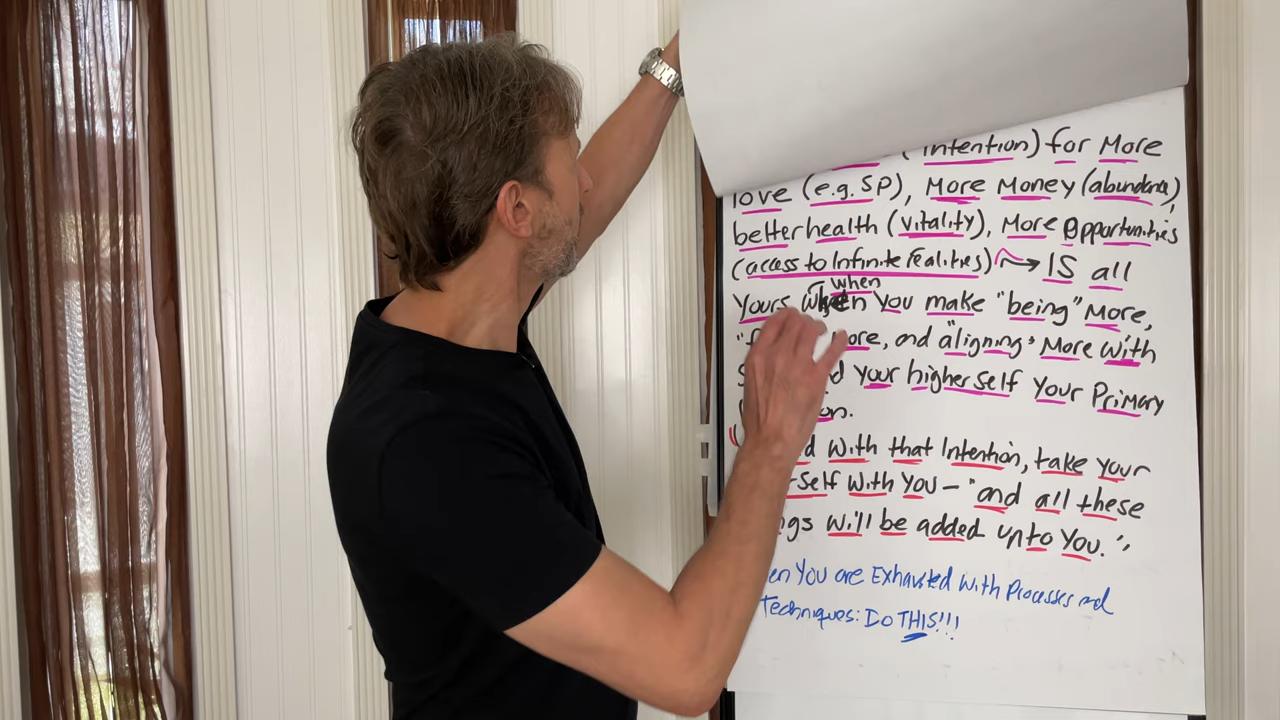 (intention) for More
love (e.g. SP), More Money (abundance),
better health (vitality), More Opportunities
(access to Infinite realities) → IS all
when
Yours when You make "being" More,
More, and "aligning" More with
Your higher self Your Primary
with that Intention, take Your
self with You – "and all these
will be added upto You."
You are Exhausted with Processes and
Techniques: Do THIS!!!